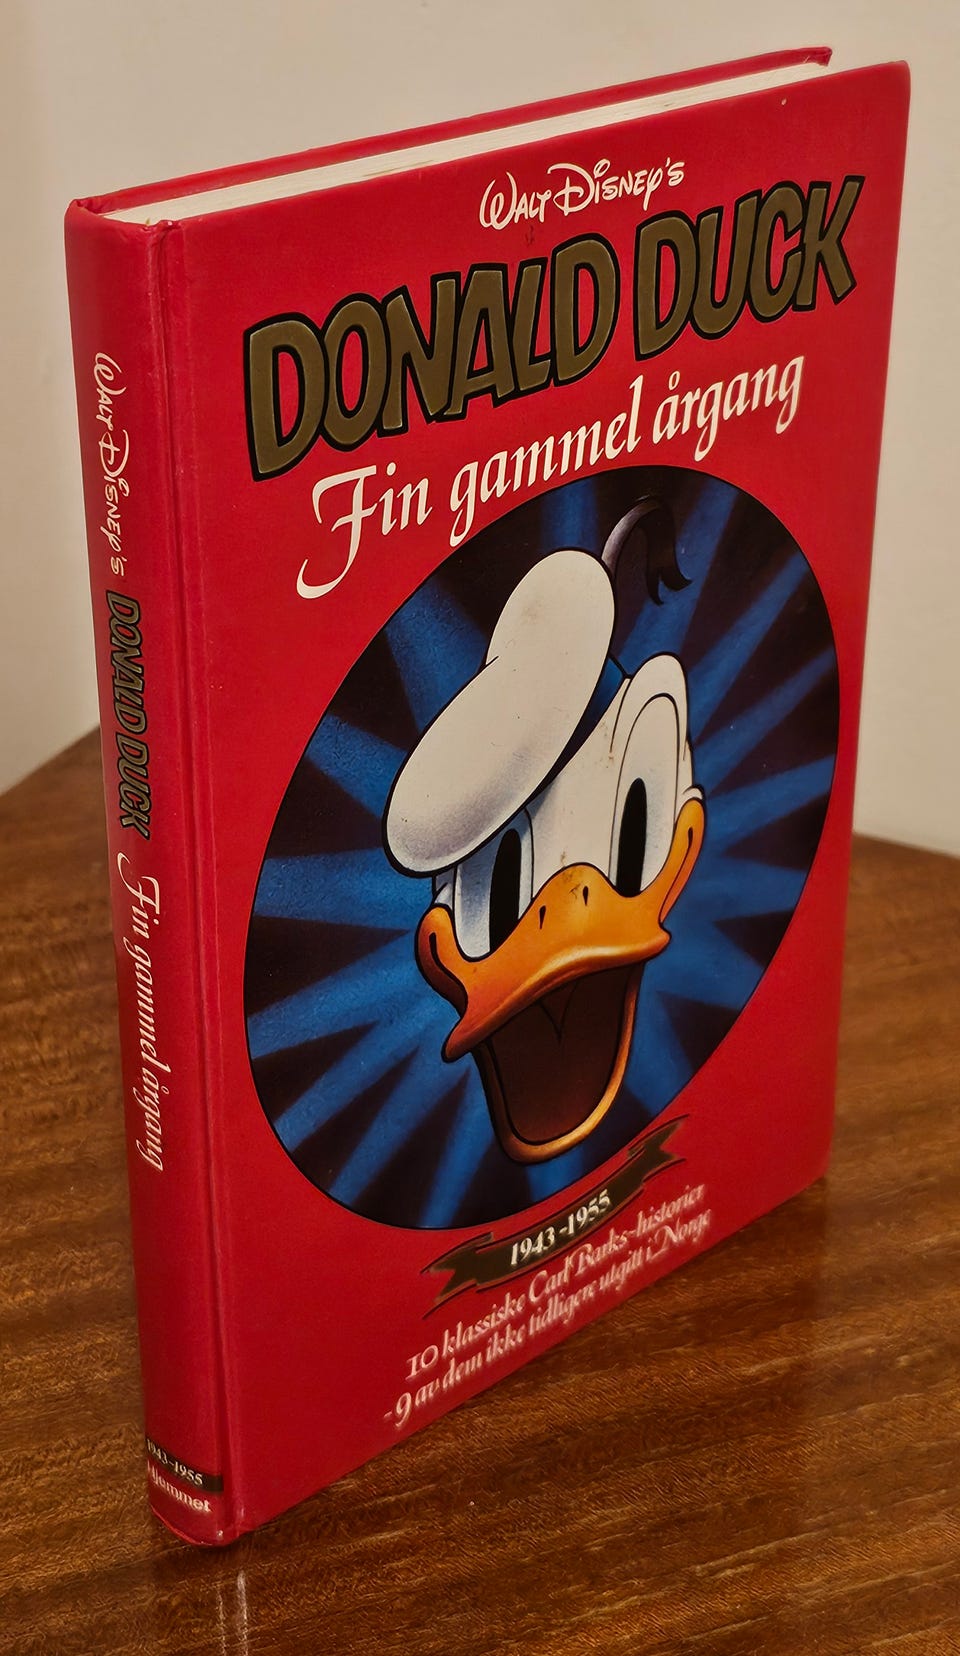 Walt Disney's
DONALD DUCK
Fin gammel årgang
1943-1955
10 klassiske Carl Barks-historier
-9 av dem ikke tidligere utgitt i Norge
Walt Disney's DONALD DUCK Fin gammel årgang
1943-1955
Hjemmet